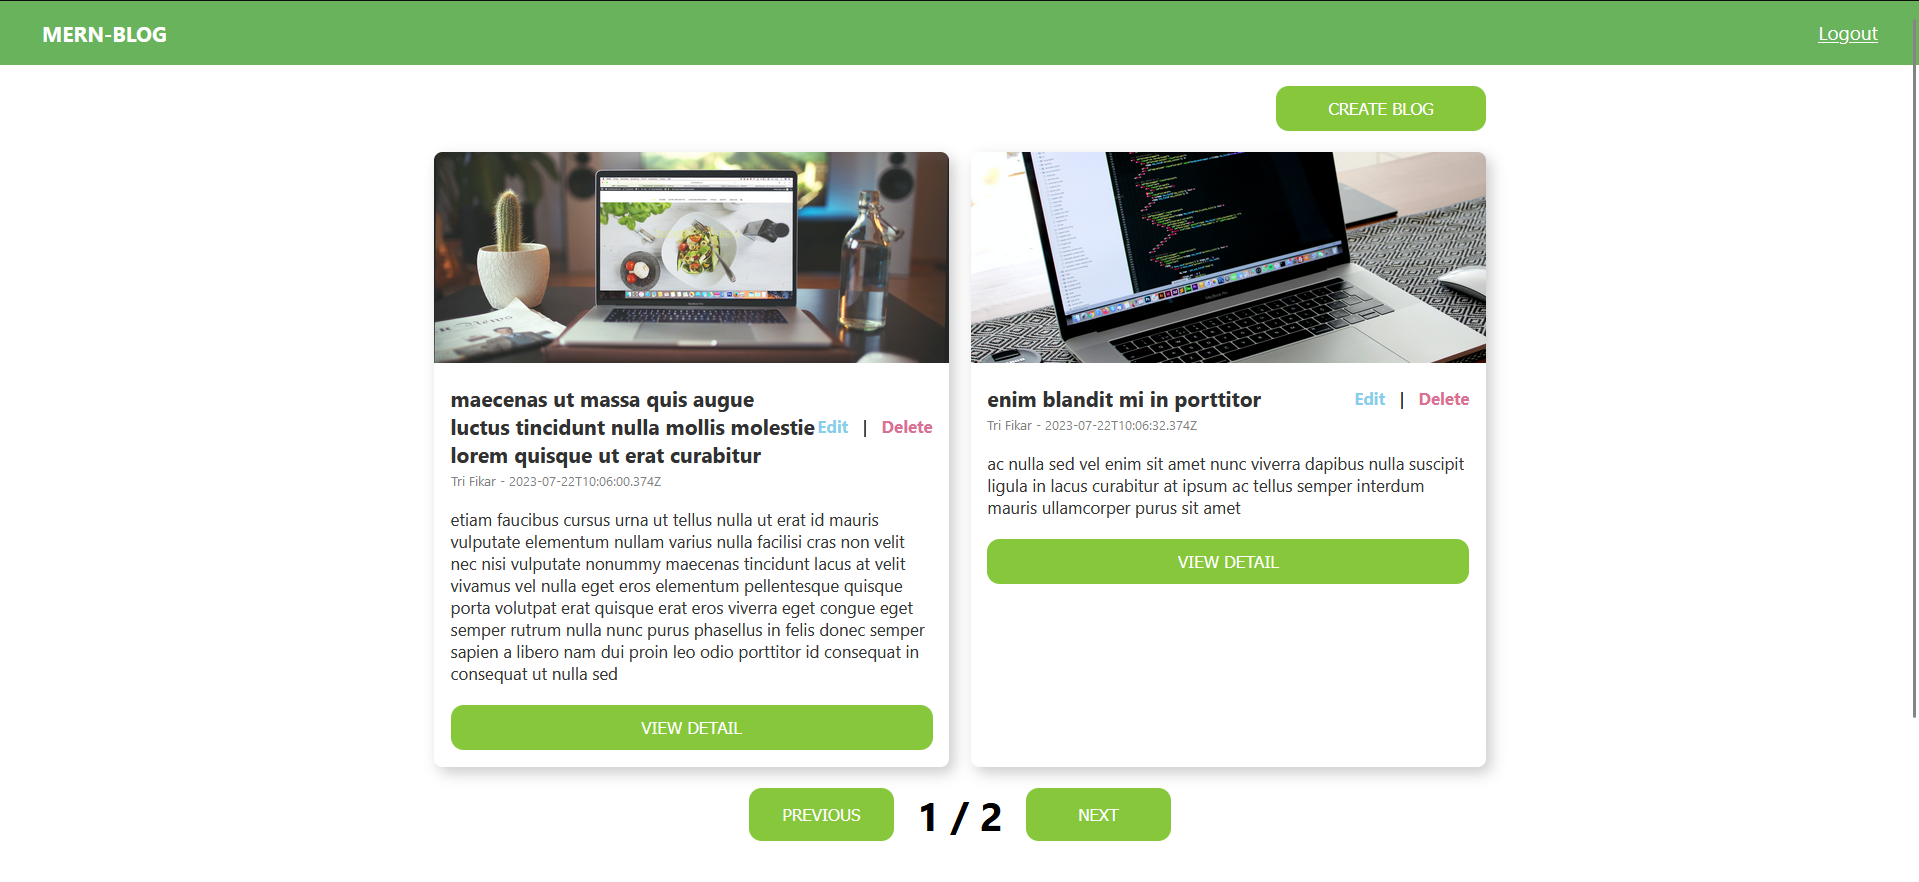 MERN-BLOG
Logout
CREATE BLOG
maecenas ut massa quis augue
luctus tincidunt nulla mollis molestie
lorem quisque ut erat curabitur
Edit | Delete
Tri Fikar - 2023-07-22T10:06:00.374Z
etiam faucibus cursus urna ut tellus nulla ut erat id mauris
vulputate elementum nullam varius nulla facilisi cras non velit
nec nisi vulputate nonummy maecenas tincidunt lacus at velit
vivamus vel nulla eget eros elementum pellentesque quisque
porta volutpat erat quisque erat eros viverra eget congue eget
semper rutrum nulla nunc purus phasellus in felis donec semper
sapien a libero nam dui proin leo odio porttitor id consequat in
consequat ut nulla sed
VIEW DETAIL
enim blandit mi in porttitor
Edit | Delete
Tri Fikar - 2023-07-22T10:06:32.374Z
ac nulla sed vel enim sit amet nunc viverra dapibus nulla suscipit
ligula in lacus curabitur at ipsum ac tellus semper interdum
mauris ullamcorper purus sit amet
VIEW DETAIL
PREVIOUS
1 / 2
NEXT